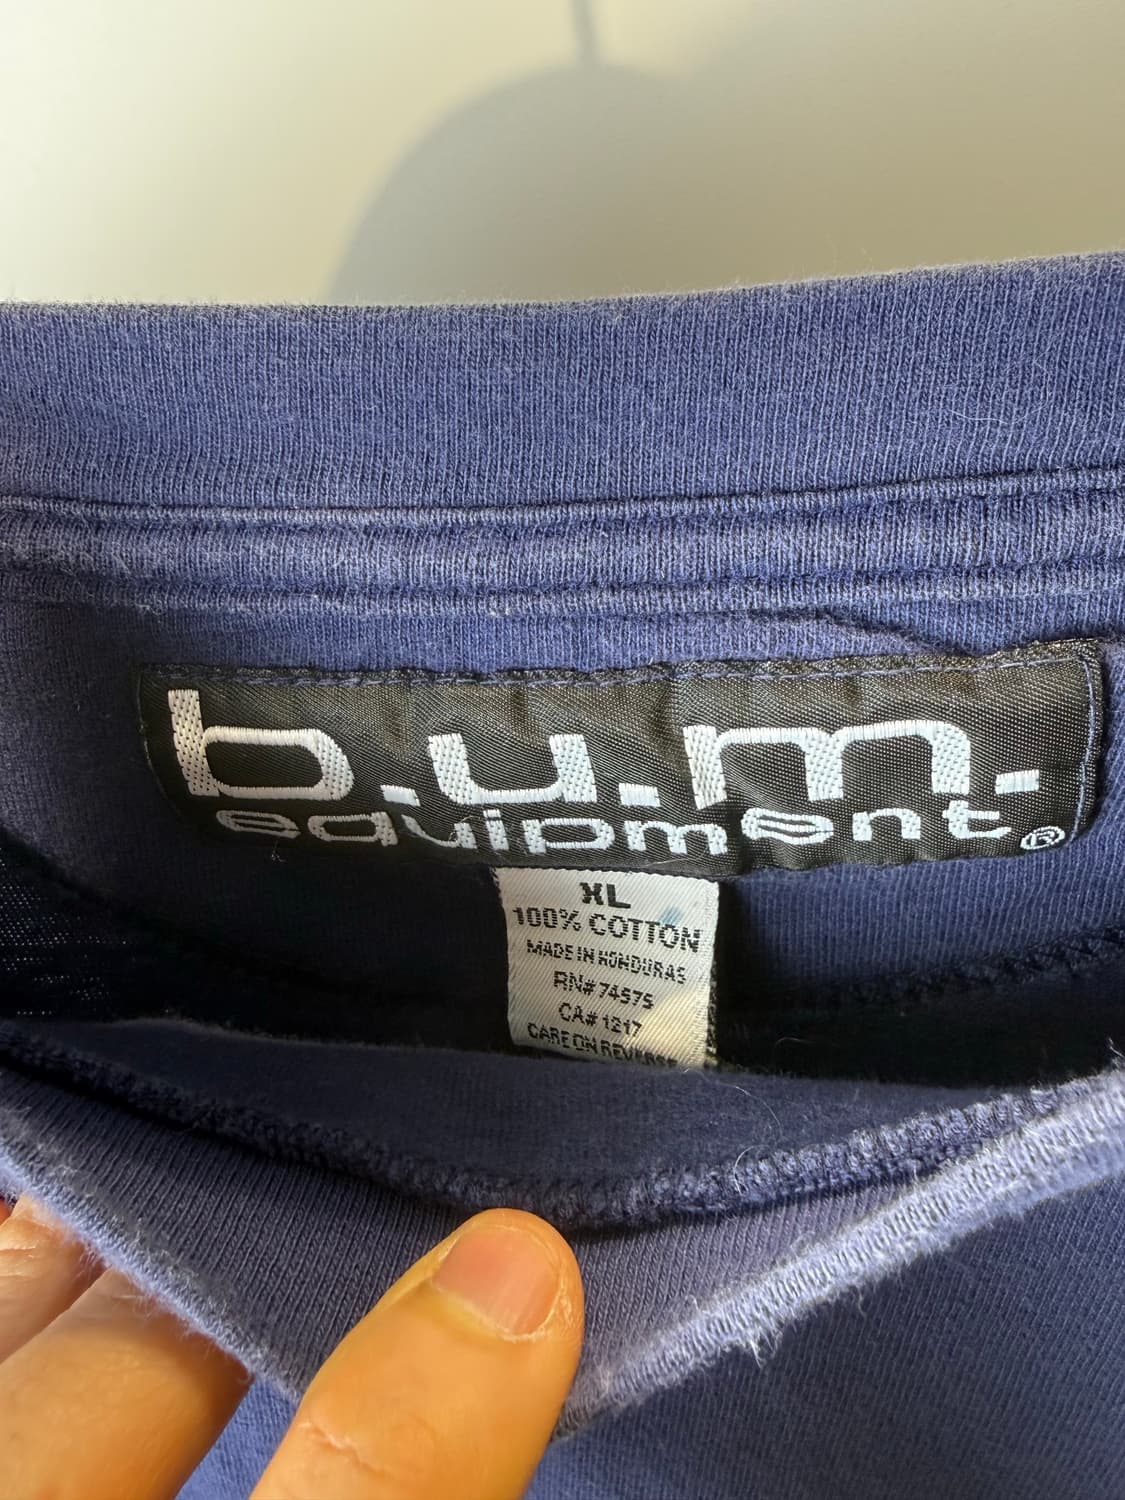 b.u.m.
equipment®
XL
100% COTTON
MADE IN HONDURAS
RN# 74575
CA# 1217
CARE ON REVERSE